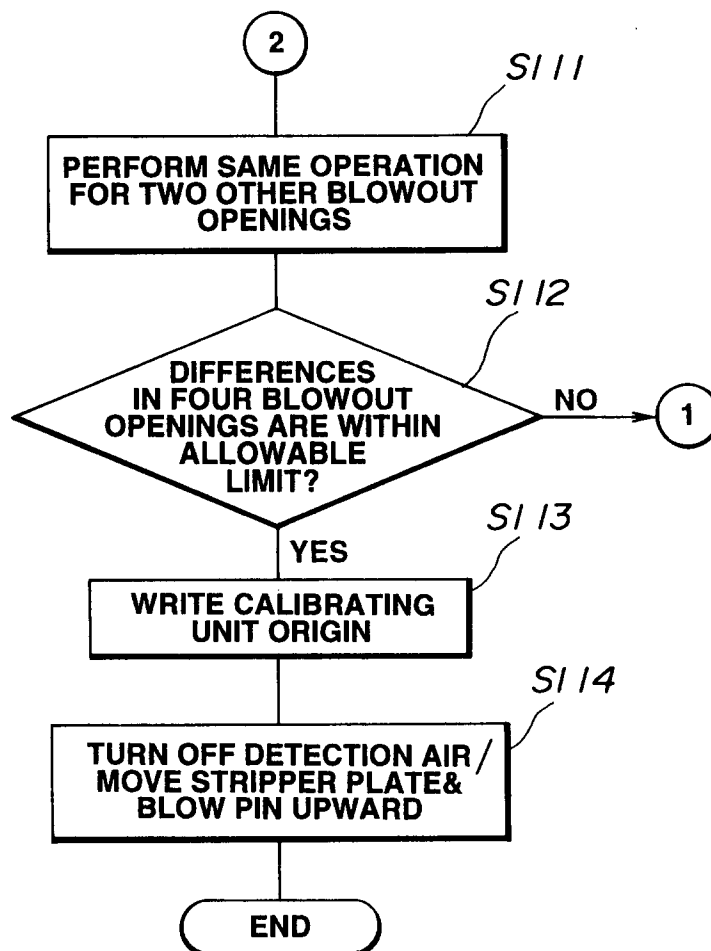 2
S111
PERFORM SAME OPERATION
FOR TWO OTHER BLOWOUT
OPENINGS
S112
DIFFERENCES
IN FOUR BLOWOUT
OPENINGS ARE WITHIN
ALLOWABLE
LIMIT?
NO
1
YES
S113
WRITE CALIBRATING
UNIT ORIGIN
S114
TURN OFF DETECTION AIR/
MOVE STRIPPER PLATE&
BLOW PIN UPWARD
END